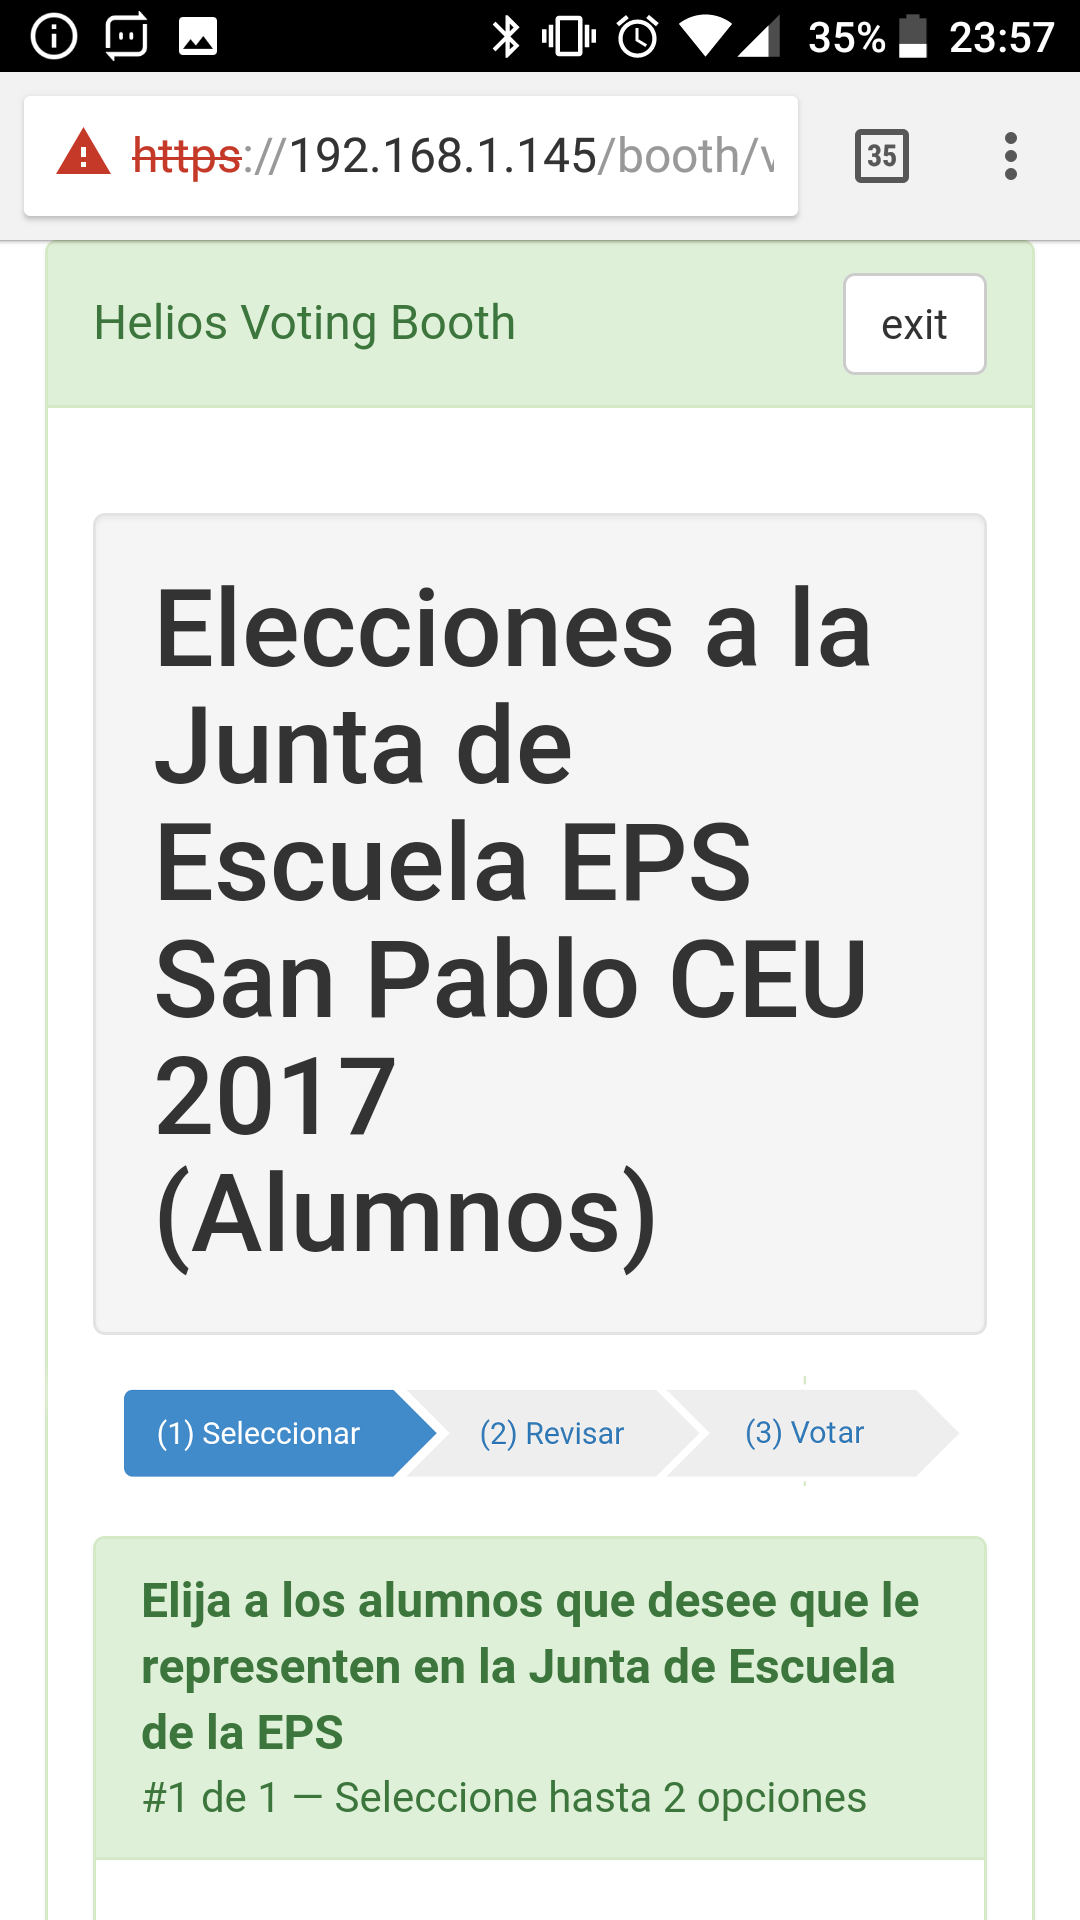 35% 23:57
https://192.168.1.145/booth/v
35
Helios Voting Booth
exit
Elecciones a la
Junta de
Escuela EPS
San Pablo CEU
2017
(Alumnos)
(1) Seleccionar (2) Revisar (3) Votar
Elija a los alumnos que desee que le
representen en la Junta de Escuela
de la EPS
#1 de 1 — Seleccione hasta 2 opciones